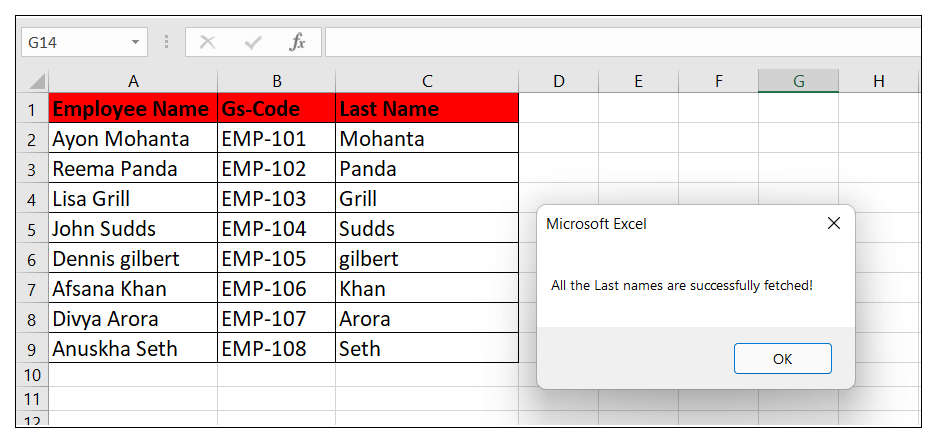 G14 fx
A B C D E F G H
1 Employee Name Gs-Code Last Name
2 Ayon Mohanta EMP-101 Mohanta
3 Reema Panda EMP-102 Panda
4 Lisa Grill EMP-103 Grill
5 John Sudds EMP-104 Sudds
6 Dennis gilbert EMP-105 gilbert
7 Afsana Khan EMP-106 Khan
8 Divya Arora EMP-107 Arora
9 Anuskha Seth EMP-108 Seth
10
11
12
Microsoft Excel
All the Last names are successfully fetched!
OK